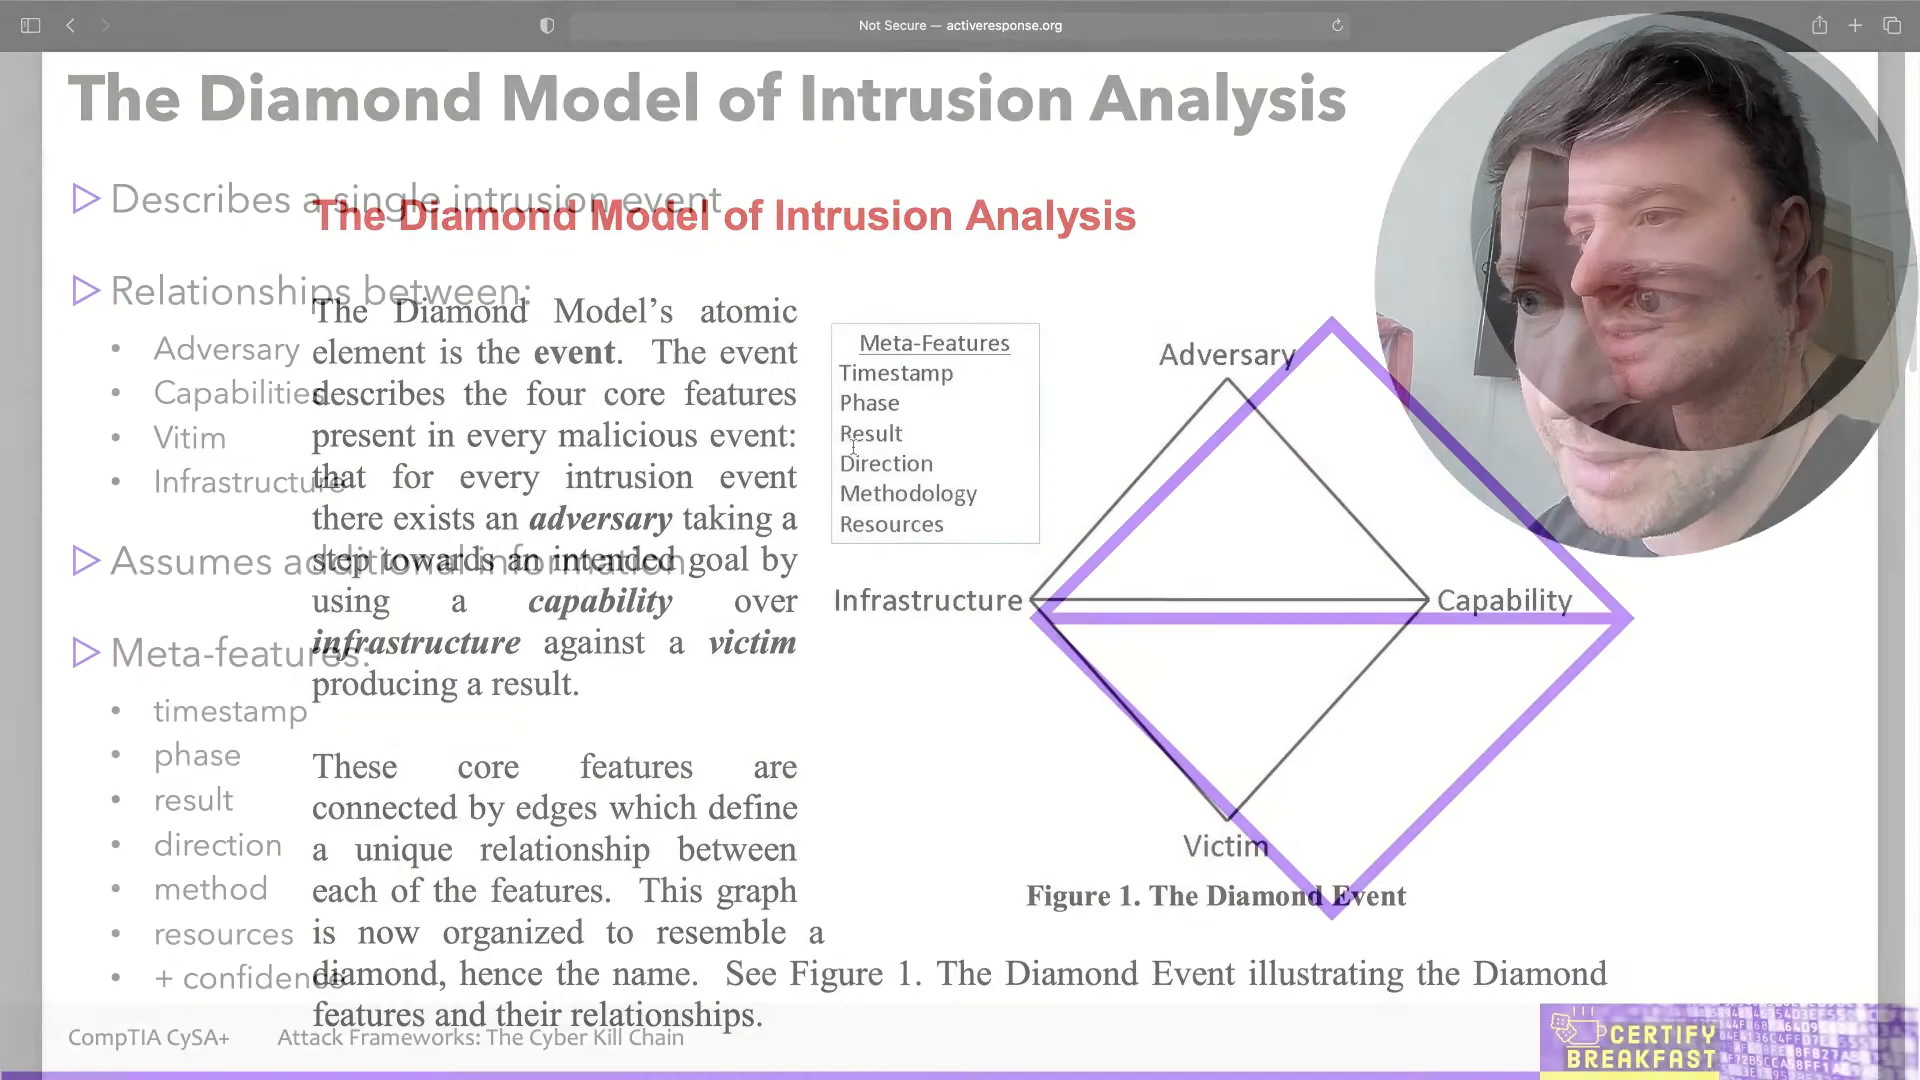 Not Secure — activeresponse.org
The Diamond Model of Intrusion Analysis
Describes a single intrusion event
Relationships between:
• Adversary
• Capabilities
• Vitim
• Infrastructure
Assumes additional information
Meta-features:
• timestamp
• phase
• result
• direction
• method
• resources
• + confidence
The Diamond Model of Intrusion Analysis
The Diamond Model’s atomic
element is the event. The event
describes the four core features
present in every malicious event:
that for every intrusion event
there exists an adversary taking a
step towards an intended goal by
using a capability over
infrastructure against a victim
producing a result.
These core features are
connected by edges which define
a unique relationship between
each of the features. This graph
is now organized to resemble a
diamond, hence the name. See Figure 1. The Diamond Event illustrating the Diamond
features and their relationships.
Meta-Features
Timestamp
Phase
Result
Direction
Methodology
Resources
Adversary
Infrastructure
Capability
Victim
Figure 1. The Diamond Event
CompTIA CySA+
Attack Frameworks: The Cyber Kill Chain
CERTIFY
BREAKFAST